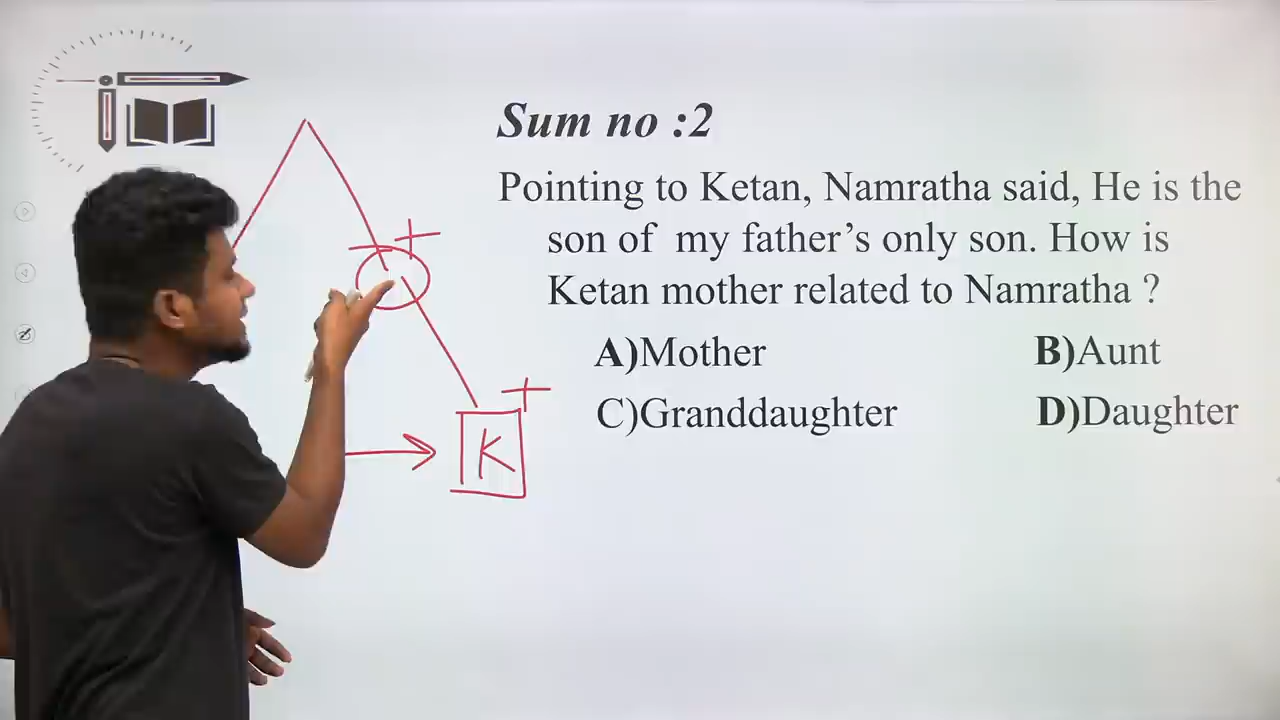 Sum no :2
Pointing to Ketan, Namratha said, He is the
son of my father's only son. How is
Ketan mother related to Namratha ?
A)Mother B)Aunt
C)Granddaughter D)Daughter
+
+
K